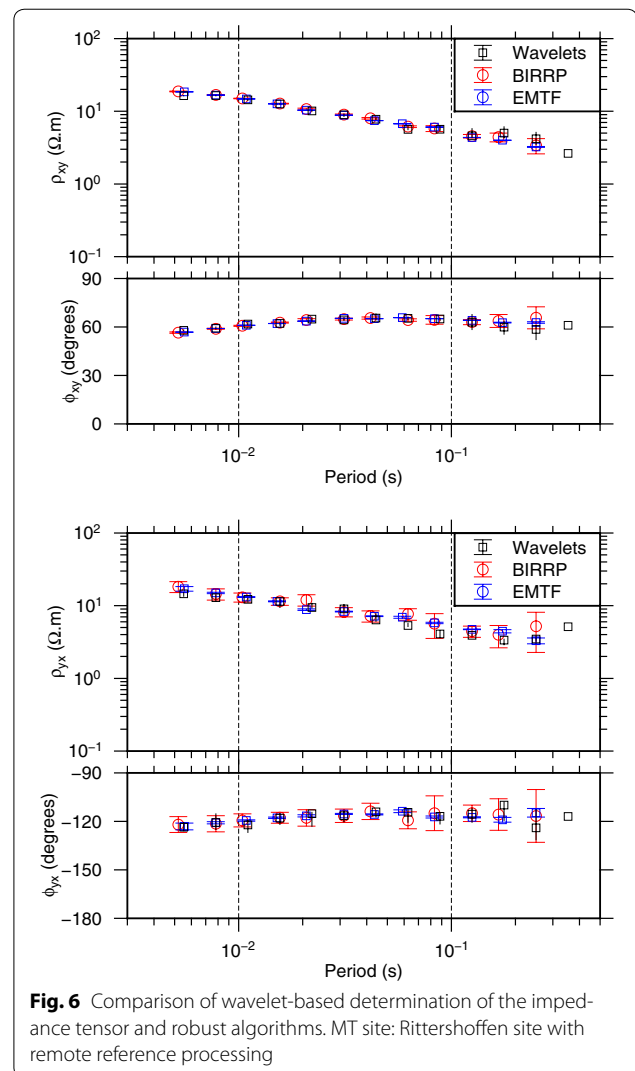 10²
10¹
10⁰
10⁻¹
ρxy (Ω.m)
Wavelets
BIRRP
EMTF
90
60
30
0
ϕxy (degrees)
10⁻²
10⁻¹
Period (s)
10²
10¹
10⁰
10⁻¹
ρyx (Ω.m)
Wavelets
BIRRP
EMTF
−90
−120
−150
−180
ϕyx (degrees)
10⁻²
10⁻¹
Period (s)
Fig. 6 Comparison of wavelet-based determination of the imped-
ance tensor and robust algorithms. MT site: Rittershoffen site with
remote reference processing